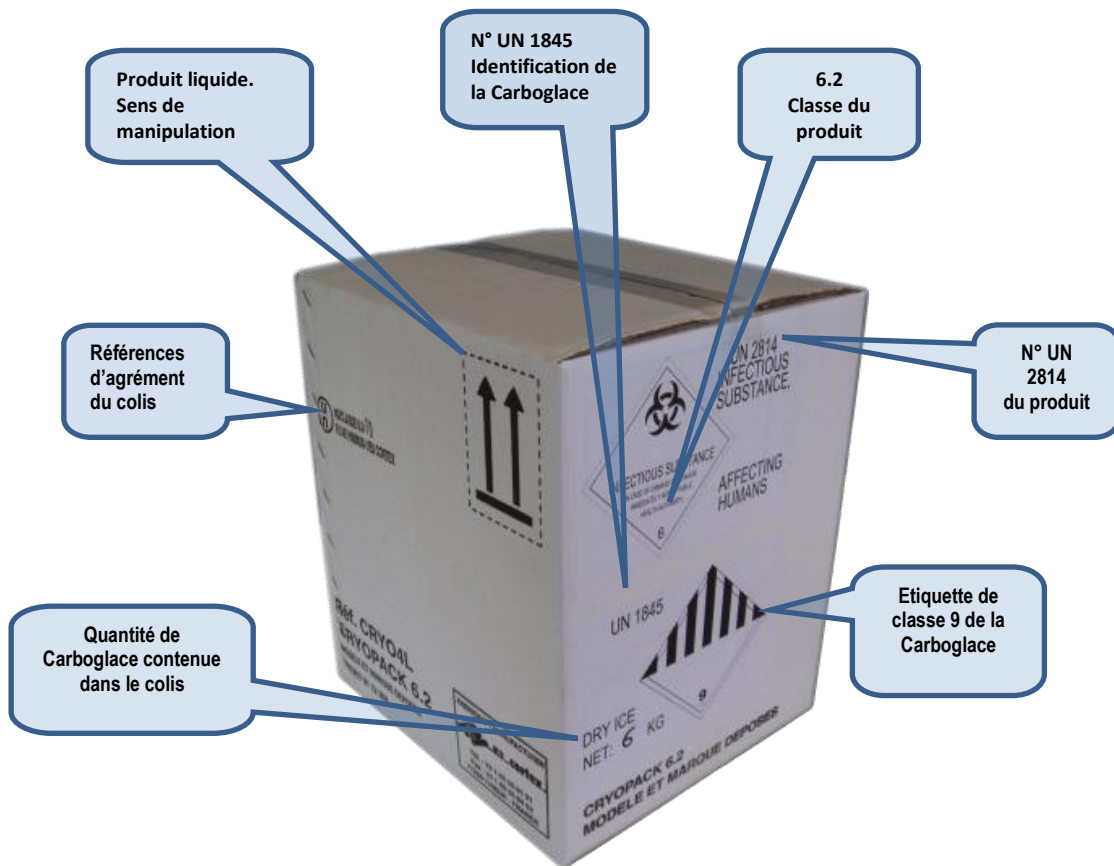 N° UN 1845
Identification de
la Carboglace
6.2
Classe du
produit
Produit liquide.
Sens de
manipulation
Références
d'agrément
du colis
N° UN
2814
du produit
UN 2814
INFECTIOUS
SUBSTANCE,
INFECTIOUS SUBSTANCE
6
AFFECTING
HUMANS
UN 1845
9
Etiquette de
classe 9 de la
Carboglace
Quantité de
Carboglace contenue
dans le colis
Réf. CRYO4L
CRYOPACK 6.2
DRY ICE
NET: 6 KG
CRYOPACK 6.2
MODELE ET MARQUE DEPOSES